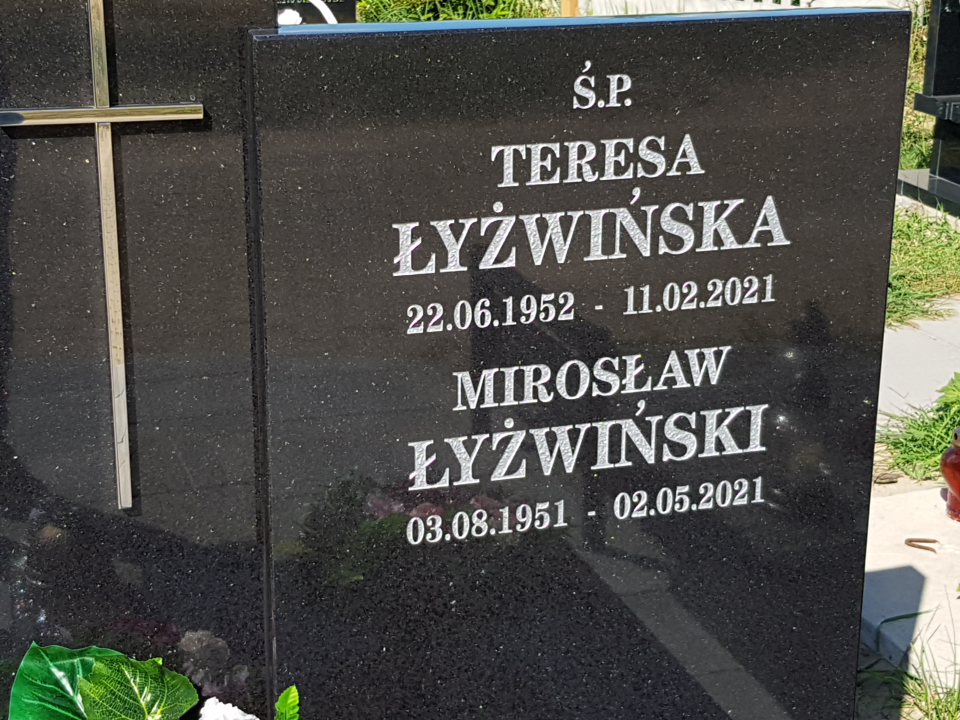 Ś.P.
TERESA
ŁYŻWIŃSKA
22.06.1952 - 11.02.2021
MIROSŁAW
ŁYŻWIŃSKI
03.08.1951 - 02.05.2021